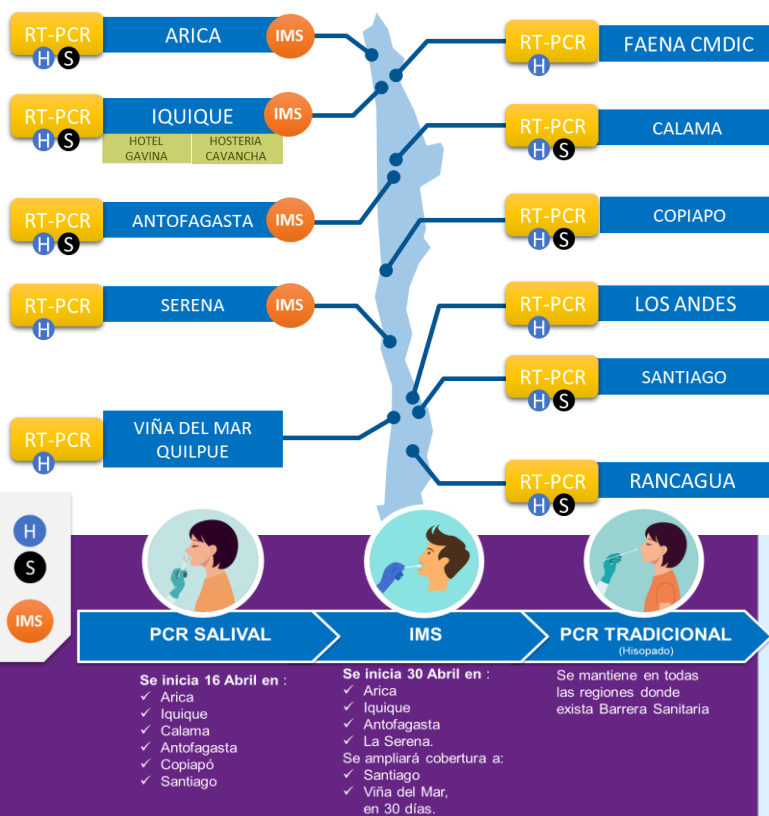 RT-PCR
H S
ARICA
IMS
RT-PCR
H S
IQUIQUE
IMS
HOTEL
GAVINA
HOSTERIA
CAVANCHA
RT-PCR
H S
ANTOFAGASTA
IMS
RT-PCR
H
SERENA
IMS
RT-PCR
H
VIÑA DEL MAR
QUILPUE
RT-PCR
H
FAENA CMDIC
RT-PCR
H S
CALAMA
RT-PCR
H S
COPIAPO
RT-PCR
H
LOS ANDES
RT-PCR
H S
SANTIAGO
RT-PCR
H S
RANCAGUA
H
S
IMS
PCR SALIVAL
Se inicia 16 Abril en :
✓ Arica
✓ Iquique
✓ Calama
✓ Antofagasta
✓ Copiapó
✓ Santiago
IMS
Se inicia 30 Abril en :
✓ Arica
✓ Iquique
✓ Antofagasta
✓ La Serena.
Se ampliará cobertura a:
✓ Santiago
✓ Viña del Mar,
en 30 días.
PCR TRADICIONAL
(Hisopado)
Se mantiene en todas
las regiones donde
exista Barrera Sanitaria